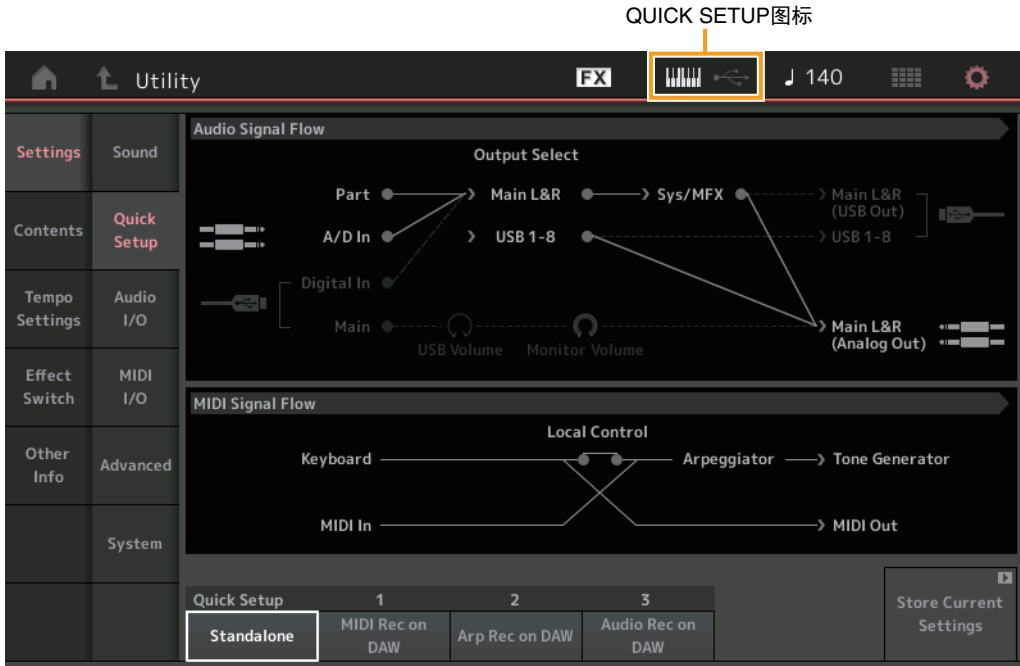 QUICK SETUP图标
Utility
FX
♩ 140
Settings
Contents
Tempo
Settings
Effect
Switch
Other
Info
Sound
Quick
Setup
Audio
I/O
MIDI
I/O
Advanced
System
Audio Signal Flow
Output Select
Part
Main L&R
Sys/MFX
Main L&R
(USB Out)
A/D In
USB 1-8
USB 1-8
Digital In
Main
USB Volume
Monitor Volume
Main L&R
(Analog Out)
MIDI Signal Flow
Local Control
Keyboard
Arpeggiator
Tone Generator
MIDI In
MIDI Out
Quick Setup
1
2
3
Standalone
MIDI Rec on
DAW
Arp Rec on DAW
Audio Rec on
DAW
Store Current
Settings